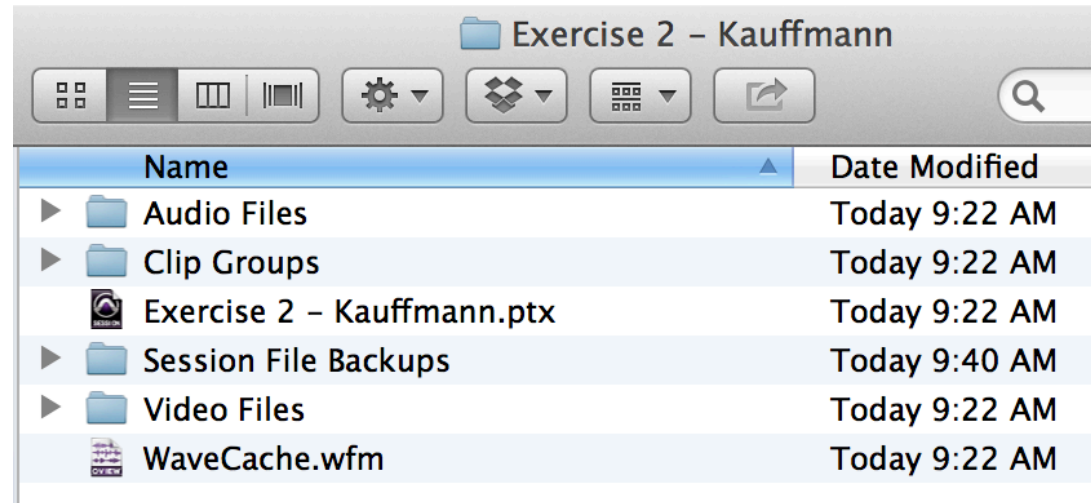 Exercise 2 – Kauffmann
Name Date Modified
Audio Files Today 9:22 AM
Clip Groups Today 9:22 AM
Exercise 2 – Kauffmann.ptx Today 9:22 AM
Session File Backups Today 9:40 AM
Video Files Today 9:22 AM
WaveCache.wfm Today 9:22 AM